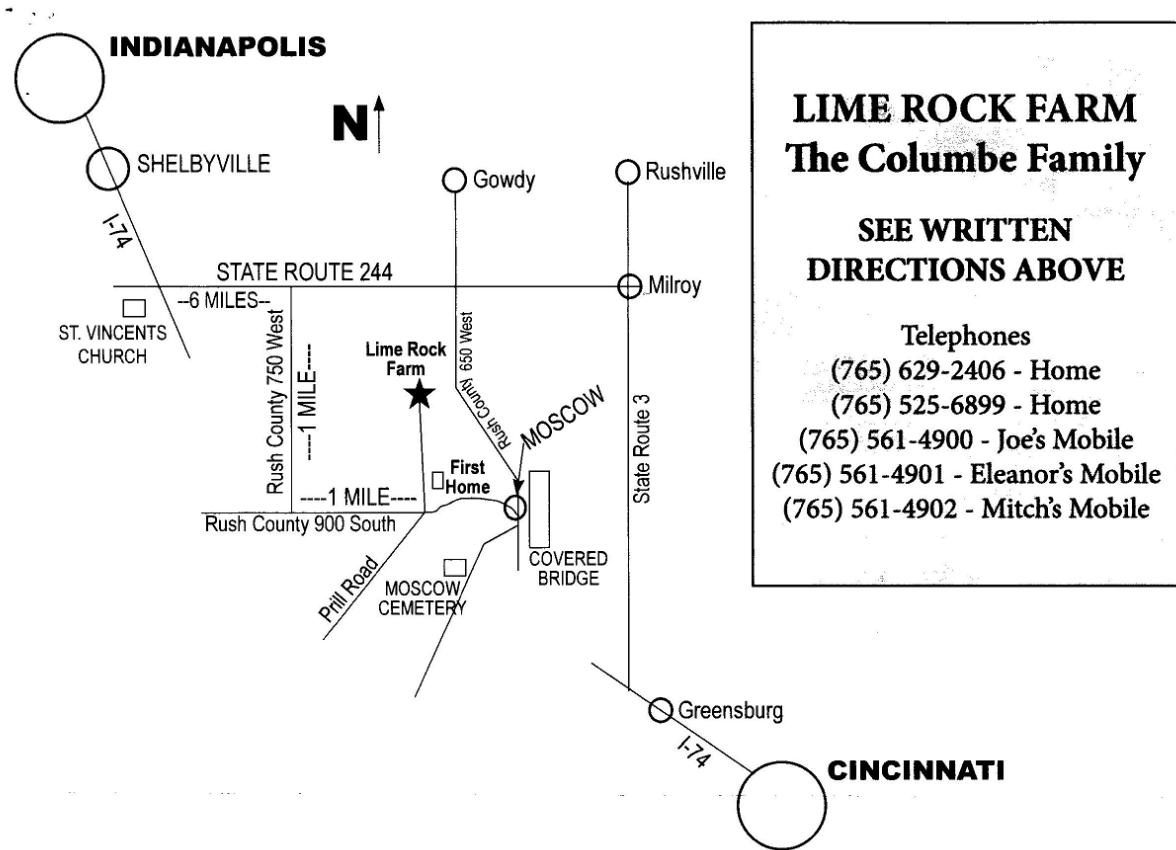 INDIANAPOLIS
SHELBYVILLE
I-74
N
Gowdy
Rushville
STATE ROUTE 244
Milroy
--6 MILES--
ST. VINCENTS
CHURCH
Rush County 750 West
----1 MILE----
Lime Rock
Farm
Rush County 650 West
MOSCOW
State Route 3
First
Home
----1 MILE----
Rush County 900 South
COVERED
BRIDGE
Prill Road
MOSCOW
CEMETERY
Greensburg
I-74
CINCINNATI
LIME ROCK FARM
The Columbe Family
SEE WRITTEN
DIRECTIONS ABOVE
Telephones
(765) 629-2406 - Home
(765) 525-6899 - Home
(765) 561-4900 - Joe's Mobile
(765) 561-4901 - Eleanor's Mobile
(765) 561-4902 - Mitch's Mobile